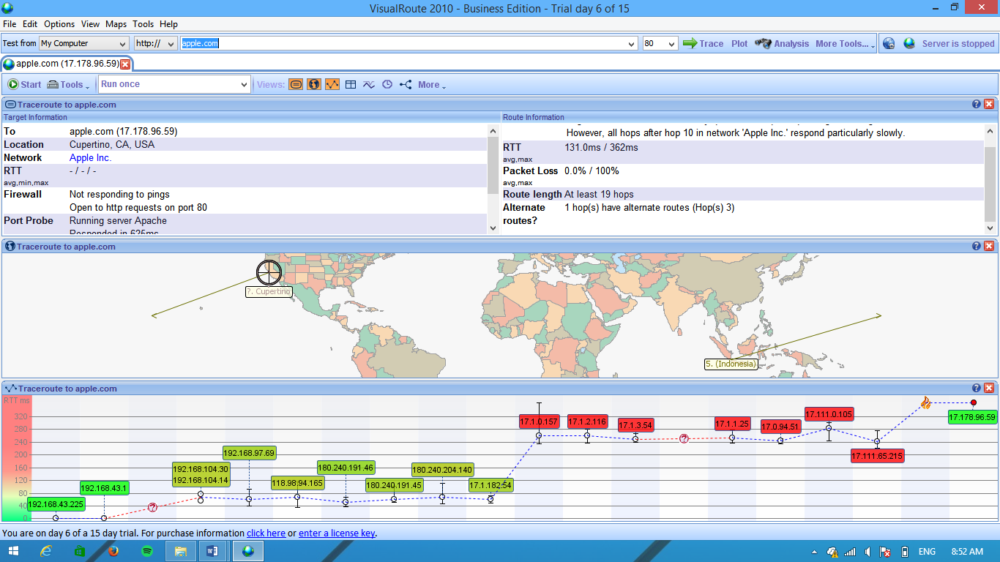 VisualRoute 2010 - Business Edition - Trial day 6 of 15
File Edit Options View Maps Tools Help
Test from My Computer http:// apple.com 80 Trace Plot Analysis More Tools... Server is stopped
apple.com (17.178.96.59)
Start Tools Run once Views: More
Traceroute to apple.com
Target Information
To apple.com (17.178.96.59)
Location Cupertino, CA, USA
Network Apple Inc.
RTT - / - / -
avg,min,max
Firewall Not responding to pings
Open to http requests on port 80
Port Probe Running server Apache
Responded in 625ms
Route Information
However, all hops after hop 10 in network 'Apple Inc.' respond particularly slowly.
RTT 131.0ms / 362ms
avg,max
Packet Loss 0.0% / 100%
avg,max
Route length At least 19 hops
Alternate 1 hop(s) have alternate routes (Hop(s) 3)
routes?
Traceroute to apple.com
?. Cupertino
5. (Indonesia)
Traceroute to apple.com
RTT ms
320
280
240
200
160
120
80
40
0
192.168.43.225
192.168.43.1
?
192.168.104.30
192.168.104.14
192.168.97.69
118.98.94.165
180.240.191.46
180.240.191.45
180.240.204.140
17.1.182.54
17.1.0.157
17.1.2.116
17.1.3.54
?
17.1.1.25
17.0.94.51
17.111.0.105
17.111.65.215
17.178.96.59
You are on day 6 of a 15 day trial. For purchase information click here or enter a license key.
ENG 8:52 AM